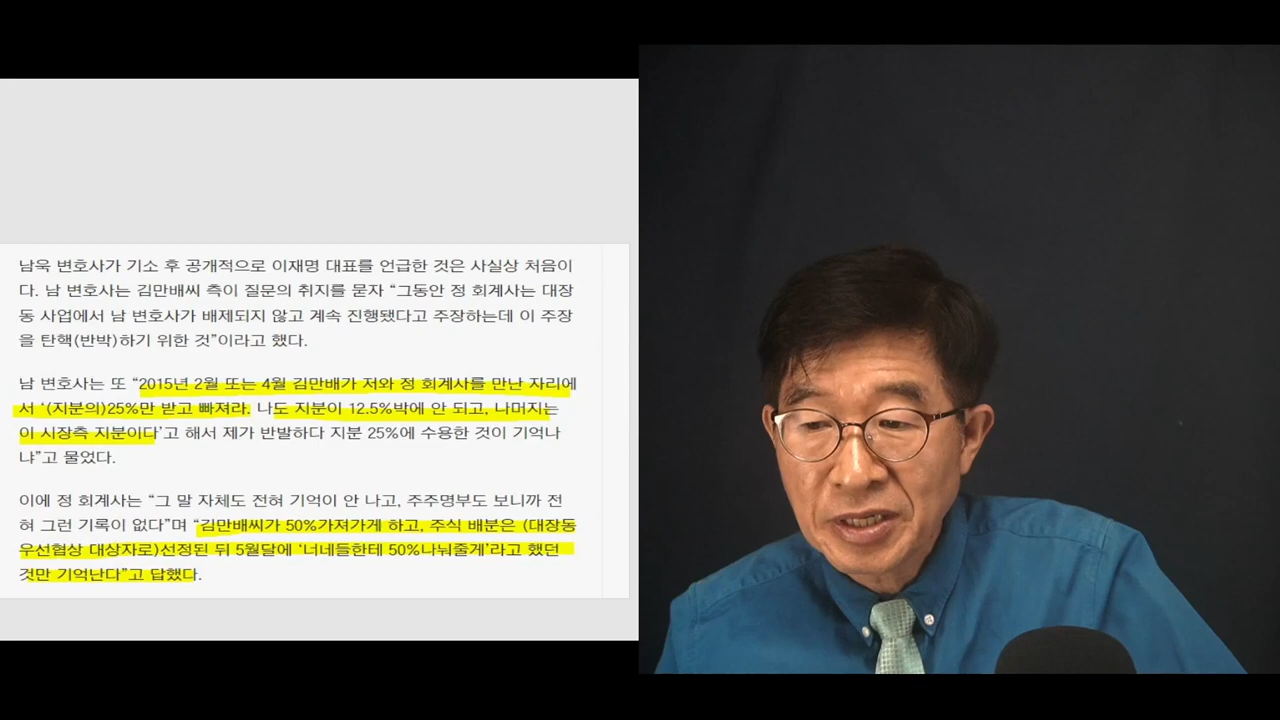 남욱 변호사가 기소 후 공개적으로 이재명 대표를 언급한 것은 사실상 처음이
다. 남 변호사는 김만배씨 측이 질문의 취지를 묻자 “그동안 정 회계사는 대장
동 사업에서 남 변호사가 배제되지 않고 계속 진행됐다고 주장하는데 이 주장
을 탄핵(반박)하기 위한 것”이라고 했다.
남 변호사는 또 “2015년 2월 또는 4월 김만배가 저와 정 회계사를 만난 자리에
서 ‘(지분의)25%만 받고 빠져라. 나도 지분이 12.5%박에 안 되고, 나머지는
이 시장측 지분이다’고 해서 제가 반발하다 지분 25%에 수용한 것이 기억나
냐”고 물었다.
이에 정 회계사는 “그 말 자체도 전혀 기억이 안 나고, 주주명부도 보니까 전
혀 그런 기록이 없다”며 “김만배씨가 50%가져가게 하고, 주식 배분은 (대장동
우선협상 대상자로)선정된 뒤 5월달에 ‘너네들한테 50%나눠줄게’라고 했던
것만 기억난다”고 답했다.